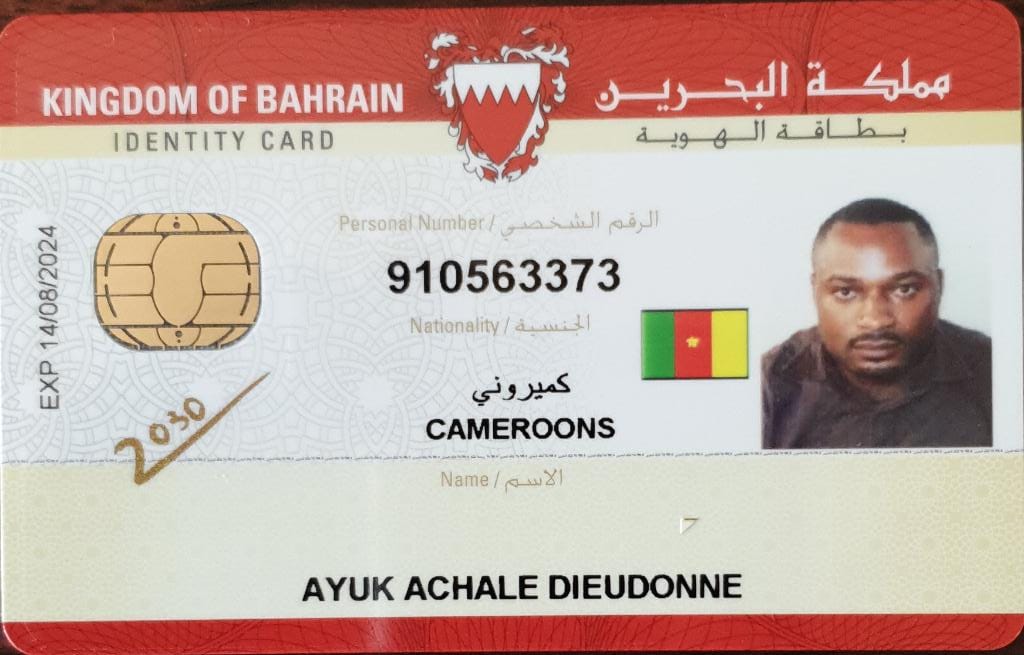 KINGDOM OF BAHRAIN
مملكة البحرين
IDENTITY CARD
بطاقة الهوية
Personal Number / الرقم الشخصي
910563373
Nationality / الجنسية
كميروني
CAMEROONS
EXP 14/08/2024
2030
Name / الاسم
AYUK ACHALE DIEUDONNE